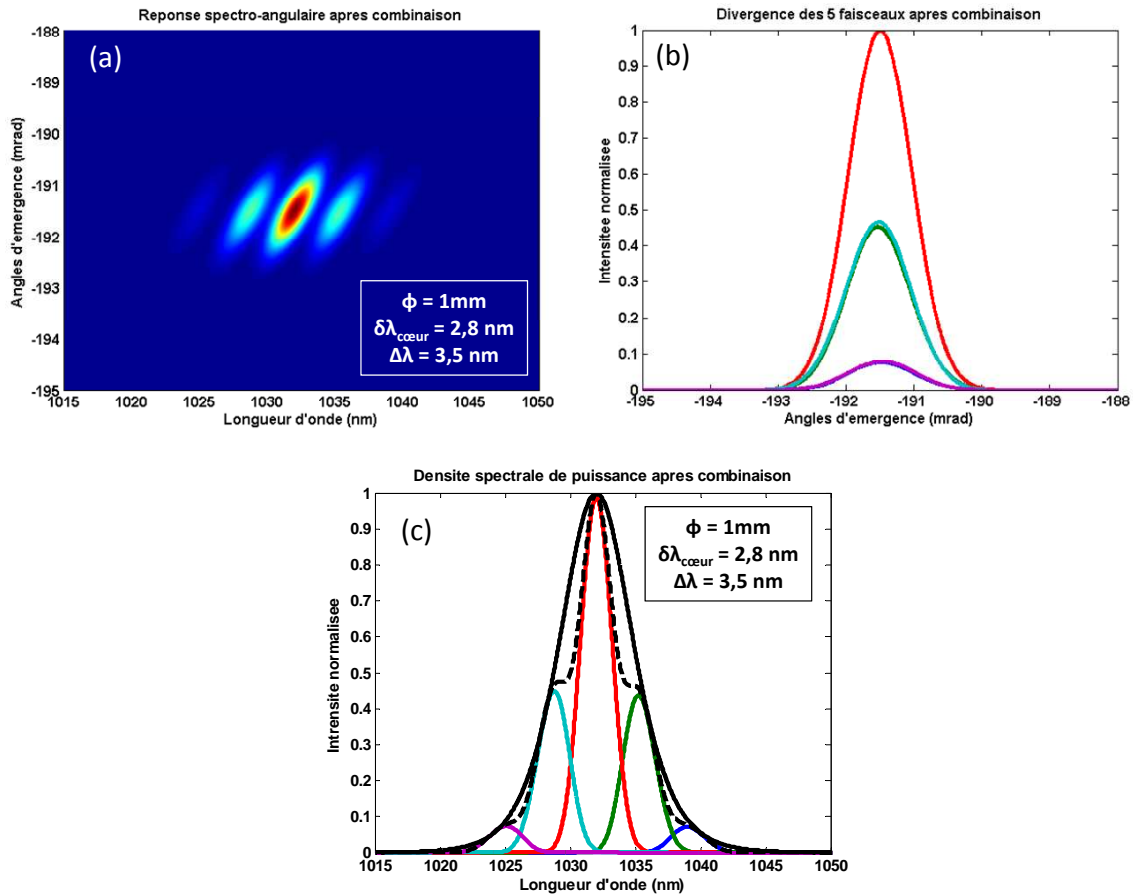 Reponse spectro-angulaire apres combinaison
(a)
-188
-189
-190
-191
-192
-193
-194
-195
Angles d'emergence (mrad)
1015 1020 1025 1030 1035 1040 1045 1050
Longueur d'onde (nm)
ϕ = 1mm
δλcœur = 2,8 nm
Δλ = 3,5 nm
Divergence des 5 faisceaux apres combinaison
(b)
1
0.9
0.8
0.7
0.6
0.5
0.4
0.3
0.2
0.1
0
Intensitee normalisee
-195 -194 -193 -192 -191 -190 -189 -188
Angles d'emergence (mrad)
Densite spectrale de puissance apres combinaison
(c)
1
0.9
0.8
0.7
0.6
0.5
0.4
0.3
0.2
0.1
0
Intrensite normalisee
1015 1020 1025 1030 1035 1040 1045 1050
Longueur d'onde (nm)
ϕ = 1mm
δλcœur = 2,8 nm
Δλ = 3,5 nm